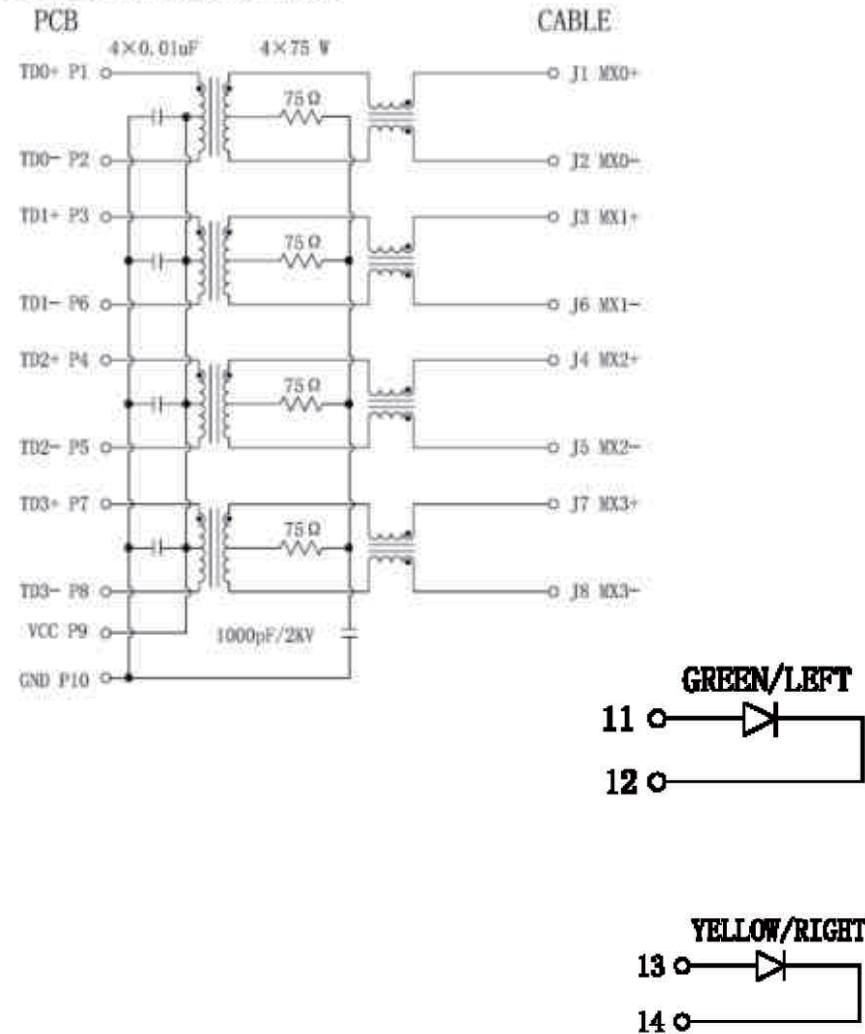 PCB CABLE
4×0.01uF 4×75 W
TD0+ P1 J1 MX0+
75Ω
TD0- P2 J2 MX0-
TD1+ P3 J3 MX1+
75Ω
TD1- P6 J6 MX1-
TD2+ P4 J4 MX2+
75Ω
TD2- P5 J5 MX2-
TD3+ P7 J7 MX3+
75Ω
TD3- P8 J8 MX3-
VCC P9 1000pF/2KV
GND P10
GREEN/LEFT
11
12
YELLOW/RIGHT
13
14